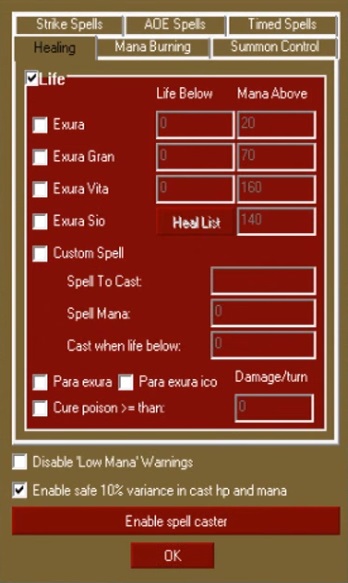 Strike Spells AOE Spells Timed Spells
Healing Mana Burning Summon Control
Life
Life Below Mana Above
Exura 0 20
Exura Gran 0 70
Exura Vita 0 160
Exura Sio Heal List 140
Custom Spell
Spell To Cast:
Spell Mana: 0
Cast when life below: 0
Para exura Para exura ico Damage/turn
Cure poison >= than: 0
Disable 'Low Mana' Warnings
Enable safe 10% variance in cast hp and mana
Enable spell caster
OK